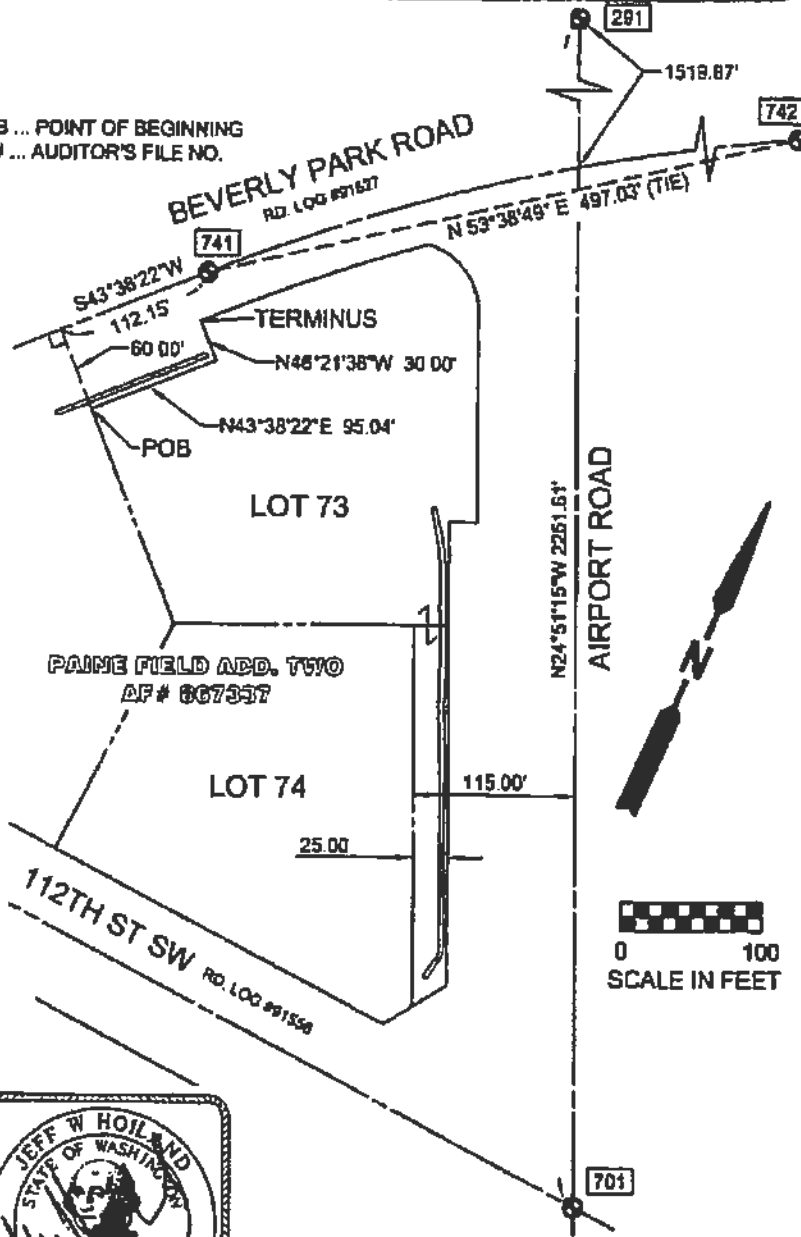 291
1519.87'
742
B ... POINT OF BEGINNING
... AUDITOR'S FILE NO.
BEVERLY PARK ROAD
RD. LOG #91527
741
N 53°38'49" E 497.03' (TIE)
S43°38'22"W
112.15'
TERMINUS
60.00'
N46°21'38"W 30.00'
N43°38'22"E 95.04'
POB
LOT 73
N24°51'15"W 2251.61'
AIRPORT ROAD
N
PAINE FIELD ADD. TWO
AF# 867337
LOT 74
115.00'
25.00
112TH ST SW
RD. LOG #91556
0 100
SCALE IN FEET
JEFF W HOILAND
STATE OF WASHINGTON
701